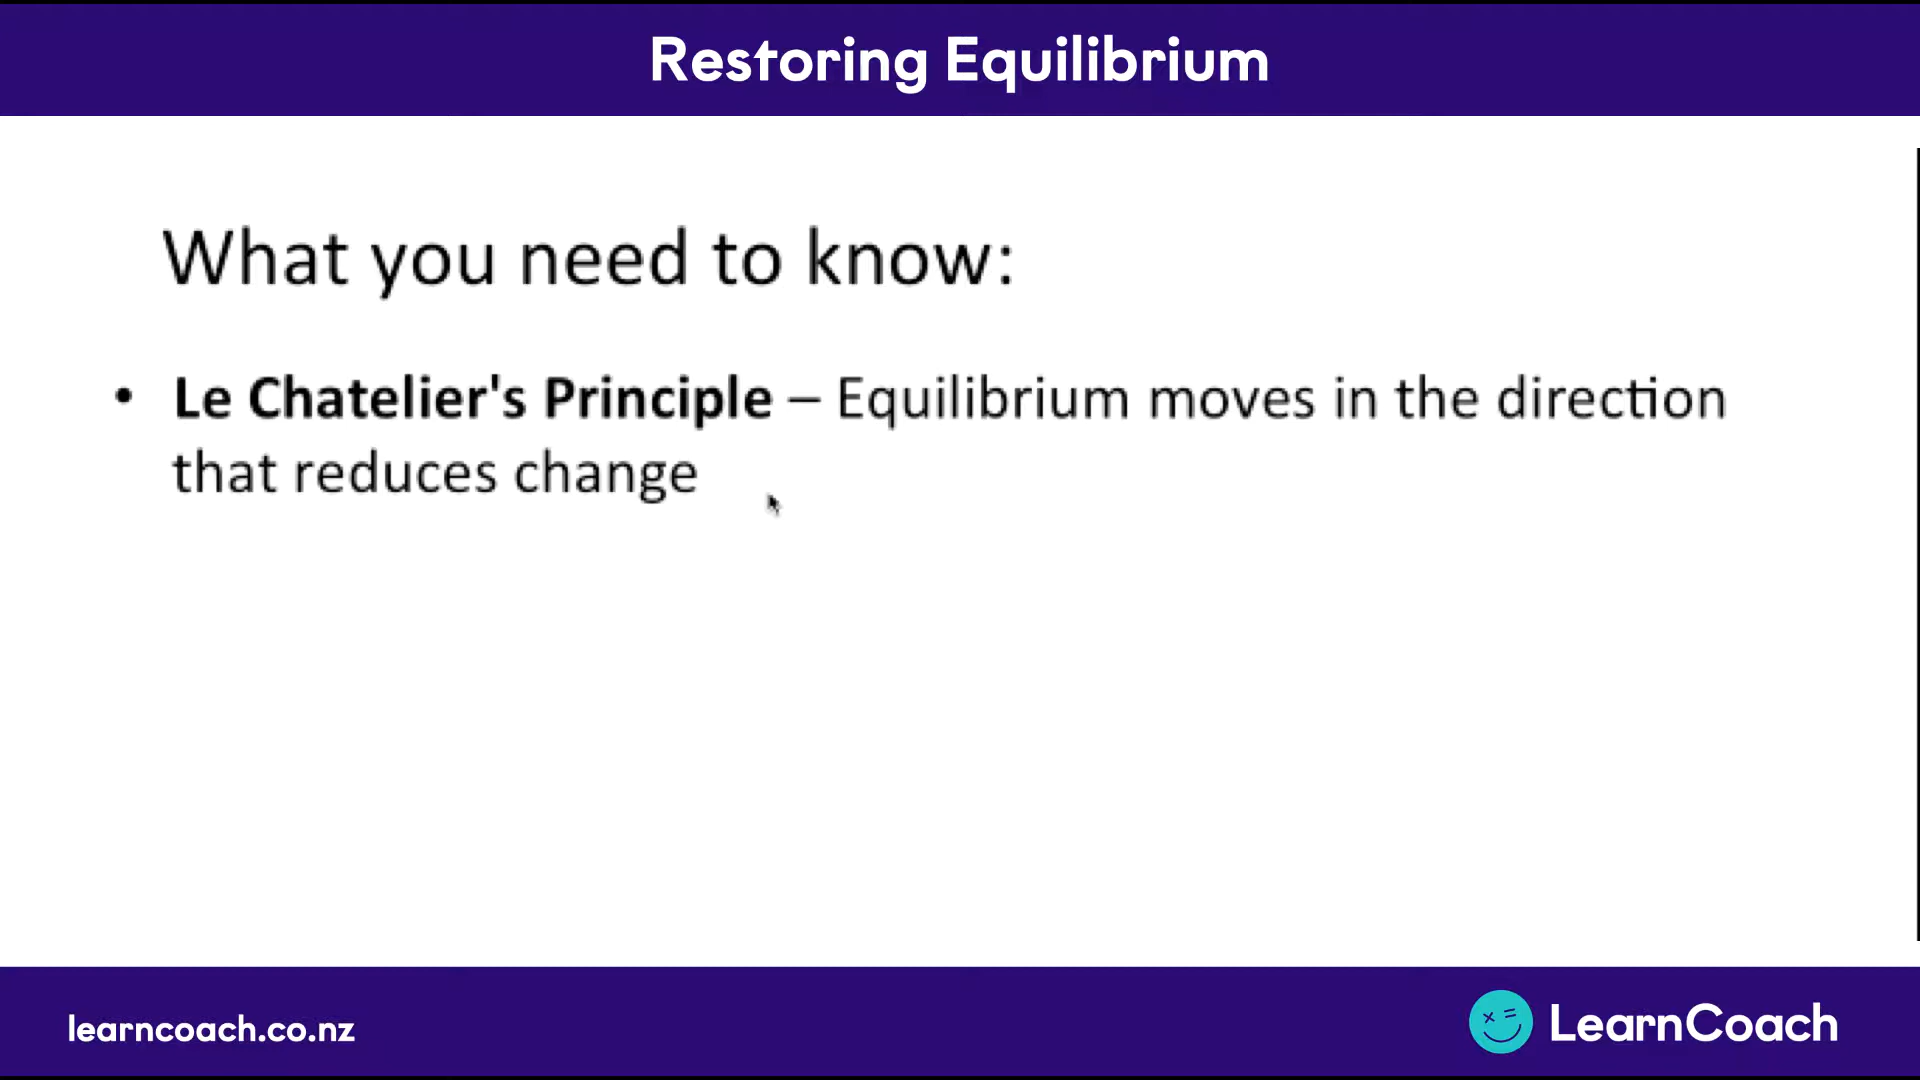 Restoring Equilibrium
What you need to know:
• Le Chatelier's Principle – Equilibrium moves in the direction
that reduces change
learncoach.co.nz
LearnCoach